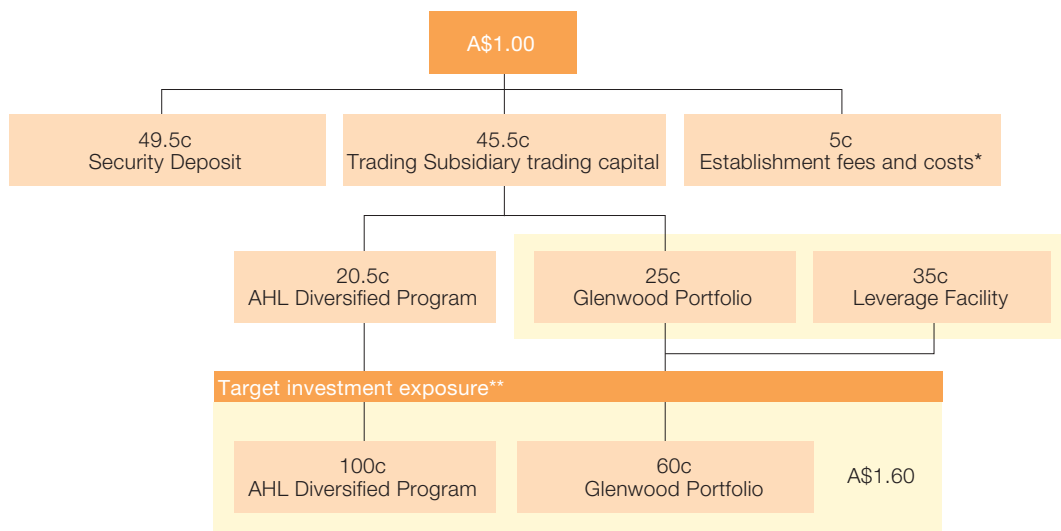 A$1.00
49.5c
Security Deposit
45.5c
Trading Subsidiary trading capital
5c
Establishment fees and costs*
20.5c
AHL Diversified Program
25c
Glenwood Portfolio
35c
Leverage Facility
Target investment exposure**
100c
AHL Diversified Program
60c
Glenwood Portfolio
A$1.60